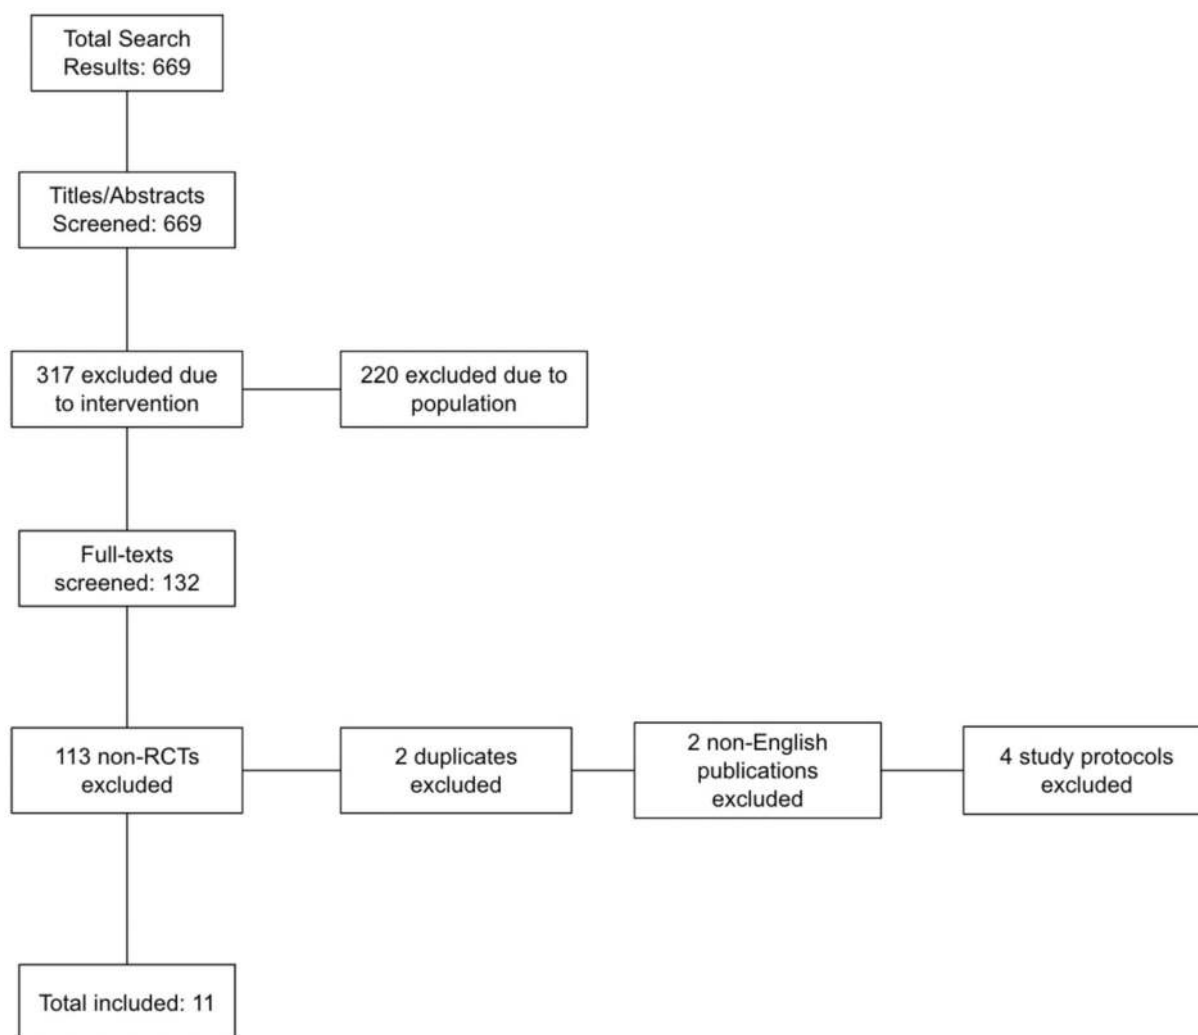 Total Search
Results: 669
Titles/Abstracts
Screened: 669
317 excluded due
to intervention
220 excluded due to
population
Full-texts
screened: 132
113 non-RCTs
excluded
2 duplicates
excluded
2 non-English
publications
excluded
4 study protocols
excluded
Total included: 11